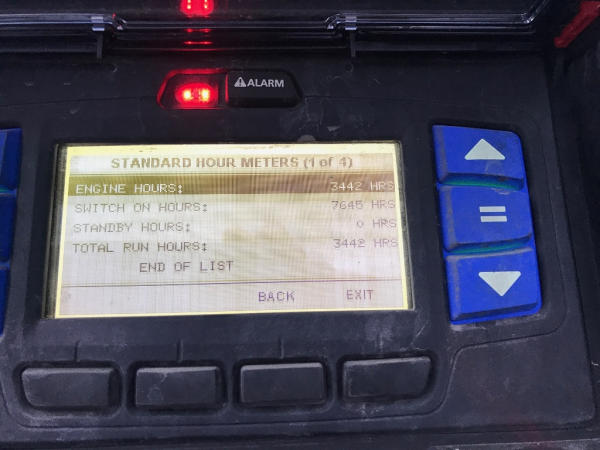 ⚠ALARM
STANDARD HOUR METERS (1 of 4)
ENGINE HOURS: 3442 HRS
SWITCH ON HOURS: 7645 HRS
STANDBY HOURS: 0 HRS
TOTAL RUN HOURS: 3442 HRS
END OF LIST
BACK EXIT
=